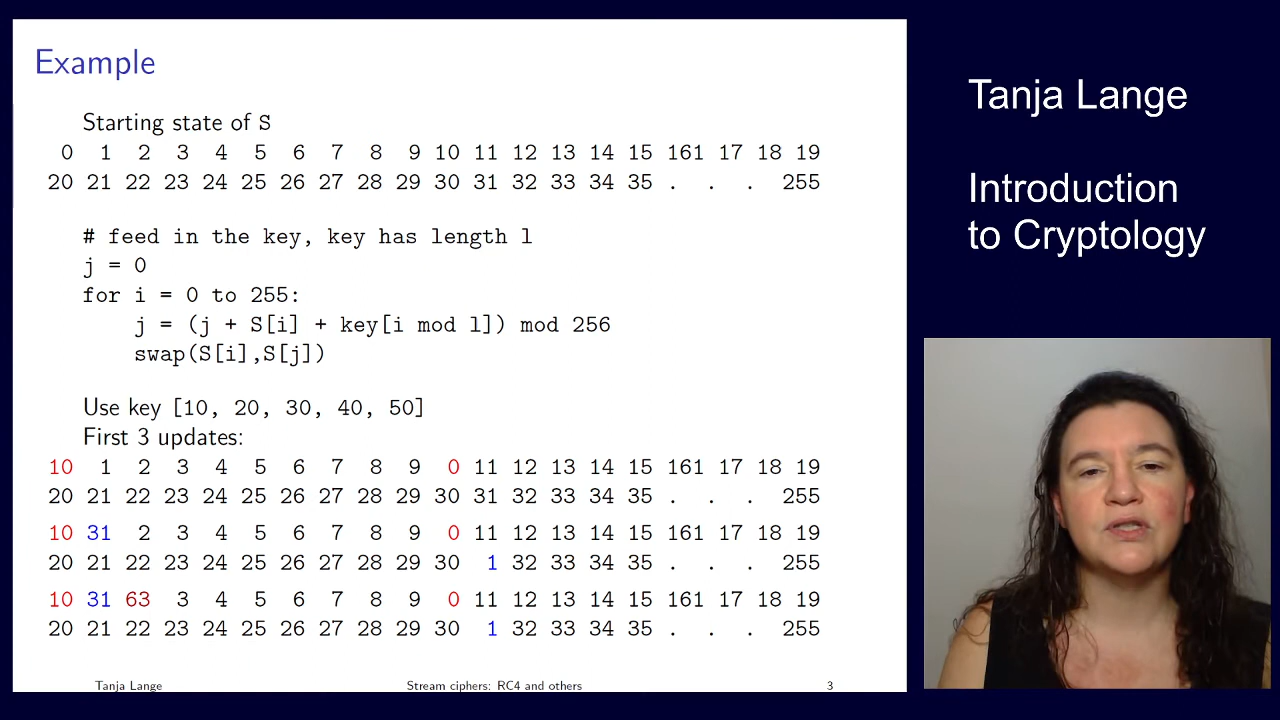 Example
Starting state of S
0 1 2 3 4 5 6 7 8 9 10 11 12 13 14 15 161 17 18 19
20 21 22 23 24 25 26 27 28 29 30 31 32 33 34 35 . . . 255
# feed in the key, key has length l
j = 0
for i = 0 to 255:
j = (j + S[i] + key[i mod l]) mod 256
swap(S[i],S[j])
Use key [10, 20, 30, 40, 50]
First 3 updates:
10 1 2 3 4 5 6 7 8 9 0 11 12 13 14 15 161 17 18 19
20 21 22 23 24 25 26 27 28 29 30 31 32 33 34 35 . . . 255
10 31 2 3 4 5 6 7 8 9 0 11 12 13 14 15 161 17 18 19
20 21 22 23 24 25 26 27 28 29 30 1 32 33 34 35 . . . 255
10 31 63 3 4 5 6 7 8 9 0 11 12 13 14 15 161 17 18 19
20 21 22 23 24 25 26 27 28 29 30 1 32 33 34 35 . . . 255
Tanja Lange
Stream ciphers: RC4 and others
3
Tanja Lange
Introduction
to Cryptology